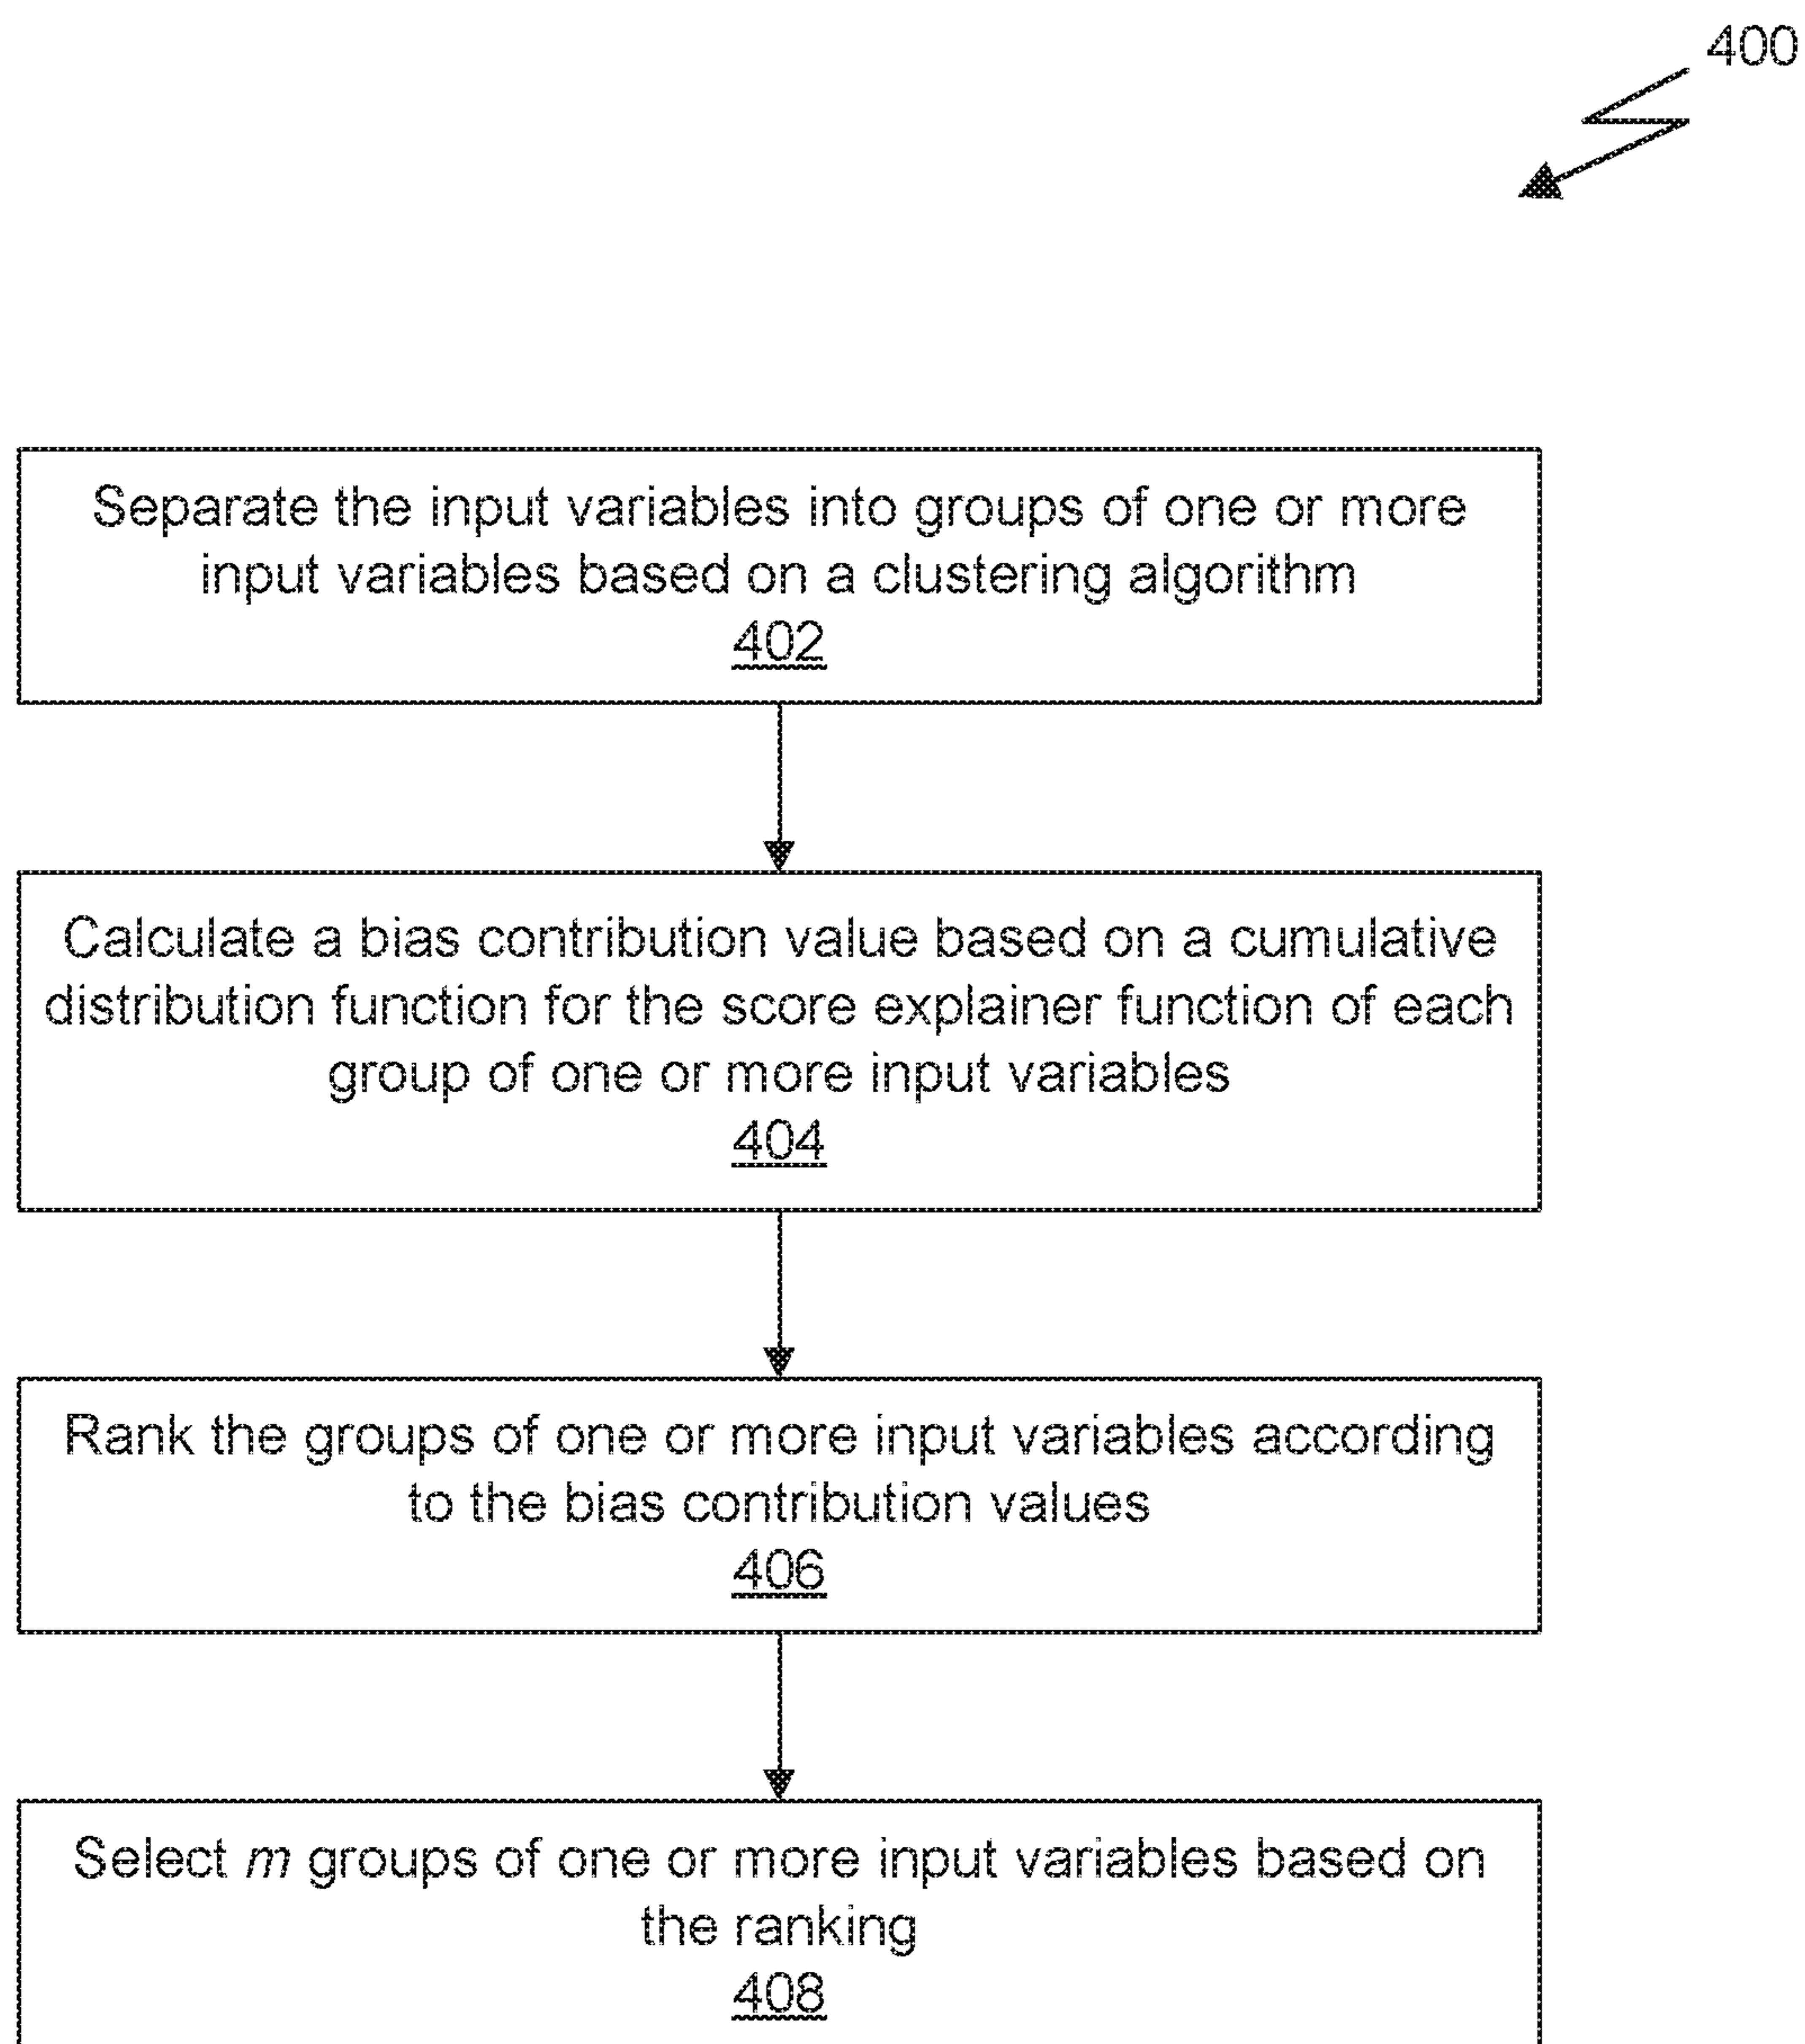 400
Separate the input variables into groups of one or more
input variables based on a clustering algorithm
402
Calculate a bias contribution value based on a cumulative
distribution function for the score explainer function of each
group of one or more input variables
404
Rank the groups of one or more input variables according
to the bias contribution values
406
Select m groups of one or more input variables based on
the ranking
408